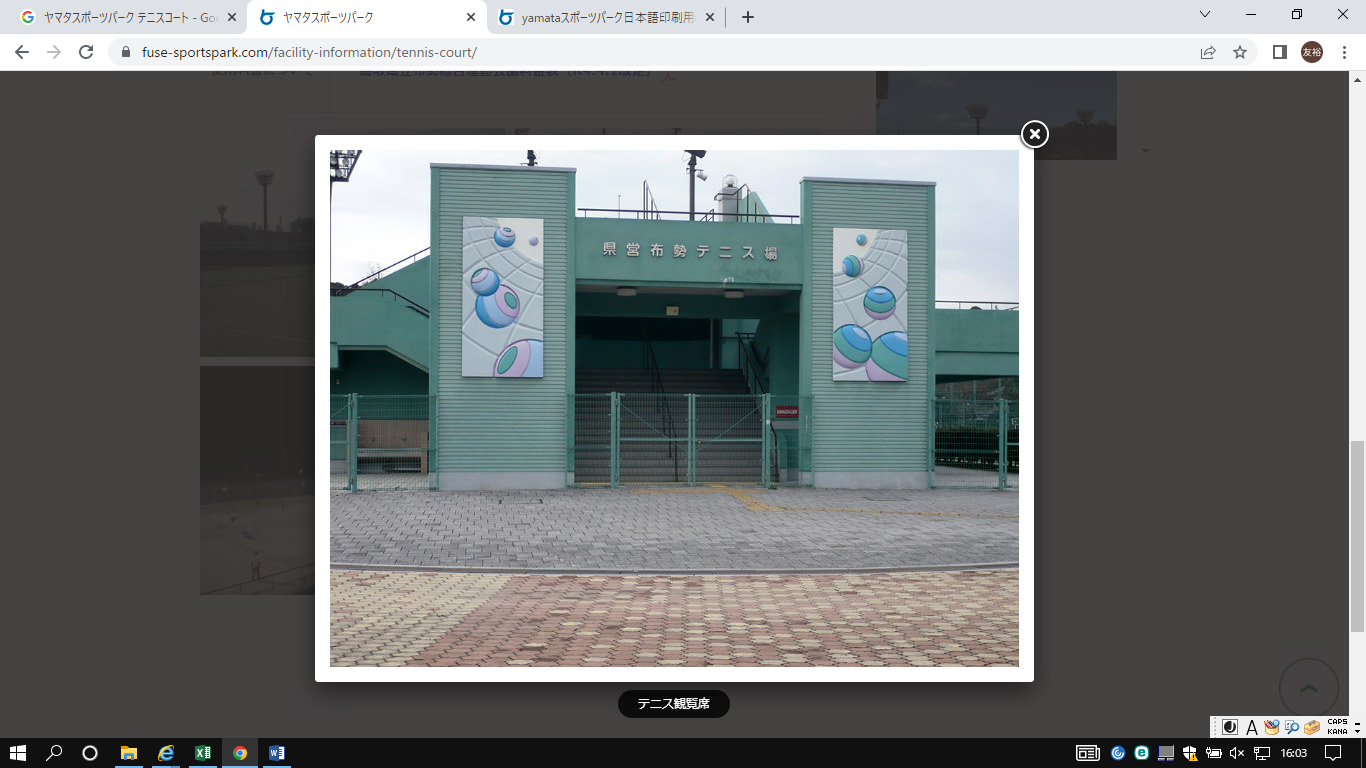 ヤマタスポーツパーク テニスコート - Goo
ヤマタスポーツパーク
yamataスポーツパーク日本語印刷用
fuse-sportspark.com/facility-information/tennis-court/
友裕
県営布勢テニス場
テニス観覧席
A
CAPS
KANA
16:03